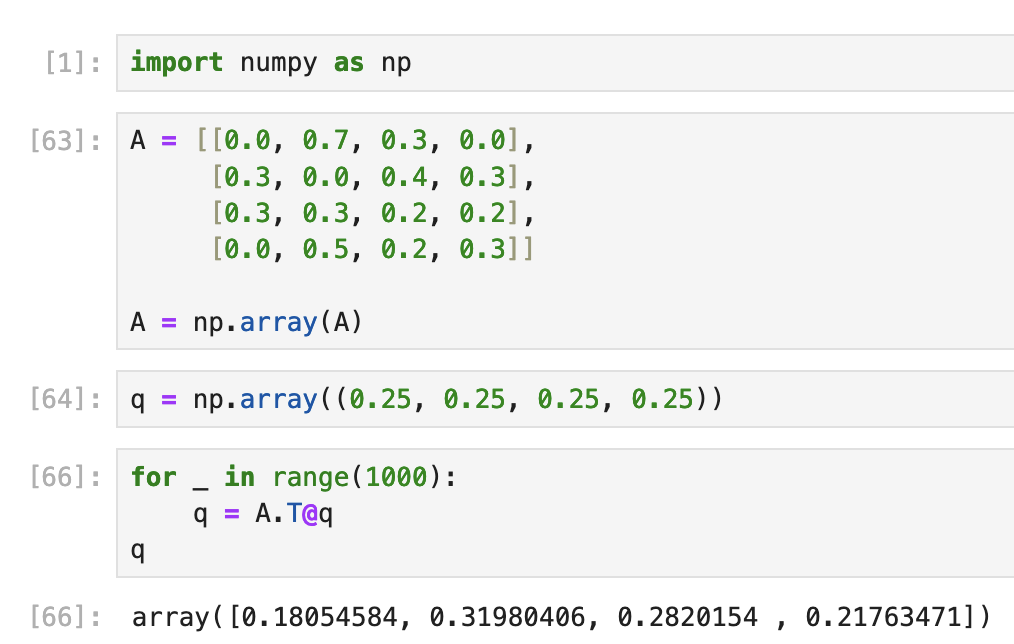 [1]: import numpy as np
[63]: A = [[0.0, 0.7, 0.3, 0.0],
[0.3, 0.0, 0.4, 0.3],
[0.3, 0.3, 0.2, 0.2],
[0.0, 0.5, 0.2, 0.3]]
A = np.array(A)
[64]: q = np.array((0.25, 0.25, 0.25, 0.25))
[66]: for _ in range(1000):
q = A.T@q
q
[66]: array([0.18054584, 0.31980406, 0.2820154 , 0.21763471])